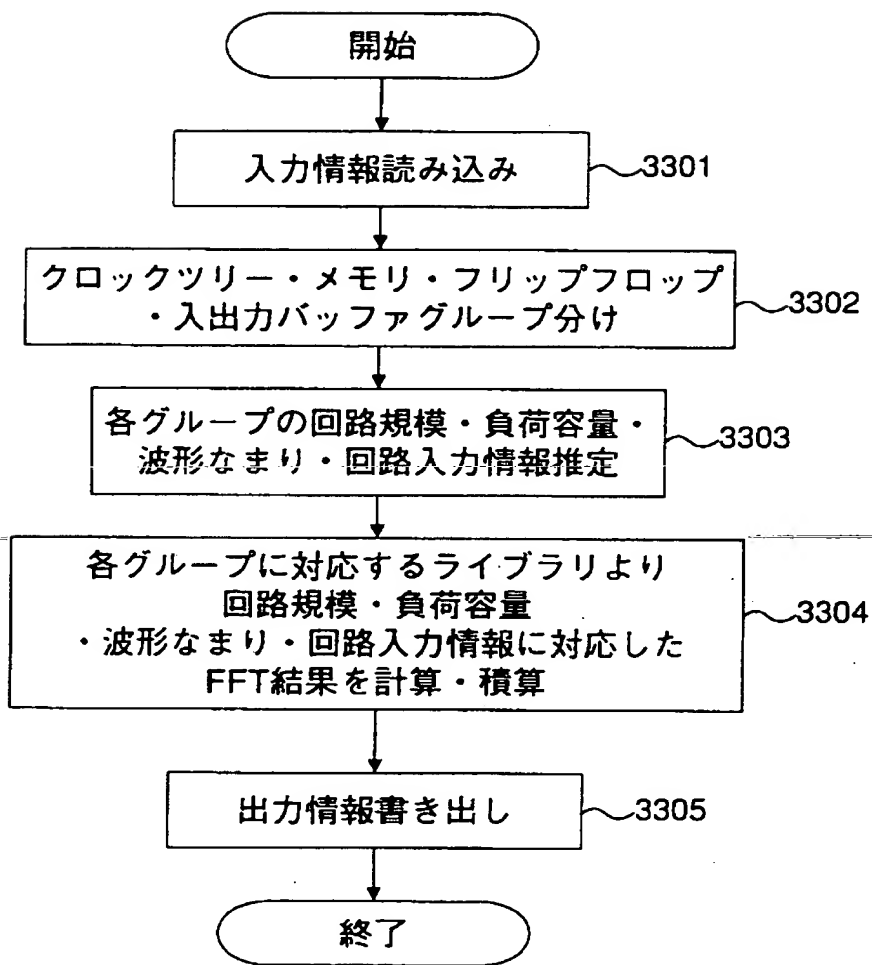 開始
入力情報読み込み
3301
クロックツリー・メモリ・フリップフロップ
・入出力バッファグループ分け
3302
各グループの回路規模・負荷容量・
波形なまり・回路入力情報推定
3303
各グループに対応するライブラリより
回路規模・負荷容量
・波形なまり・回路入力情報に対応した
FFT結果を計算・積算
3304
出力情報書き出し
3305
終了